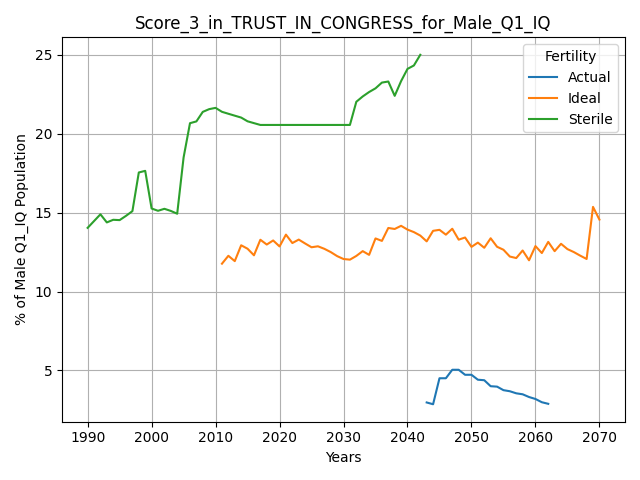 Score_3_in_TRUST_IN_CONGRESS_for_Male_Q1_IQ
Fertility
Actual
Ideal
Sterile
% of Male Q1_IQ Population
25
20
15
10
5
1990 2000 2010 2020 2030 2040 2050 2060 2070
Years